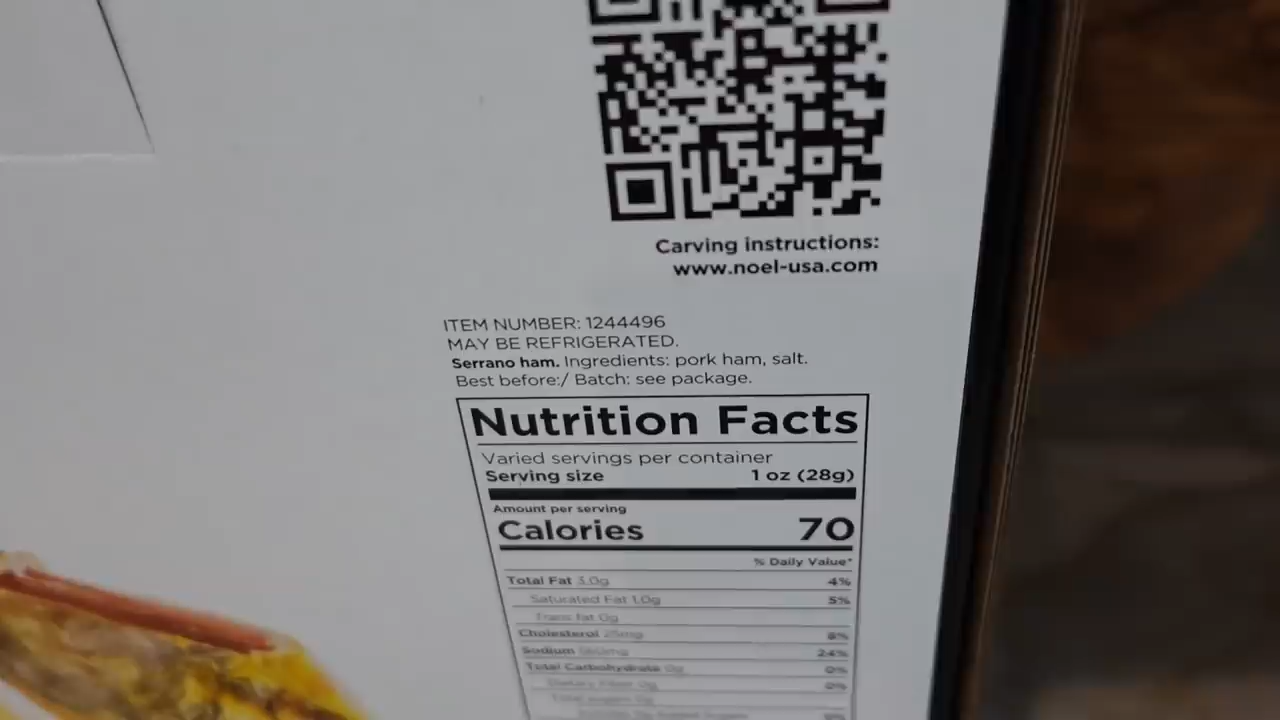 Carving instructions:
www.noel-usa.com
ITEM NUMBER: 1244496
MAY BE REFRIGERATED.
Serrano ham. Ingredients: pork ham, salt.
Best before:/ Batch: see package.
Nutrition Facts
Varied servings per container
Serving size 1 oz (28g)
Amount per serving
Calories 70
% Daily Value*
Total Fat 3.0g 4%
Saturated Fat 1.0g 5%
Trans fat 0g
Cholesterol 25mg 8%
Sodium 24%
Total Carbohydrate 0g 0%
Dietary Fiber 0g 0%